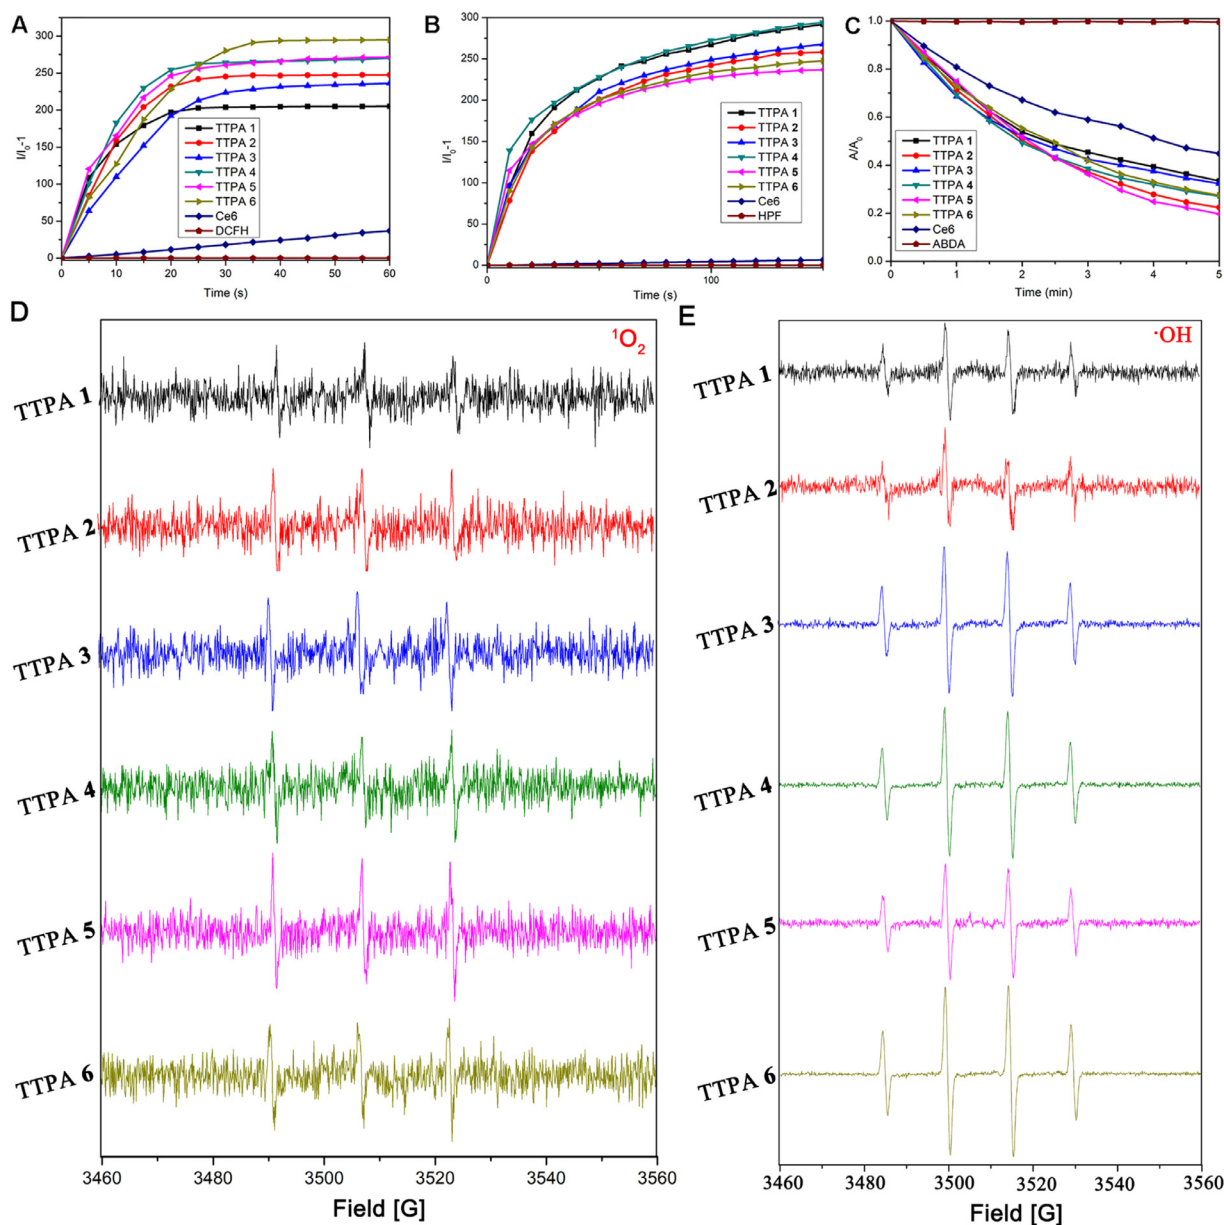 A
I/I0-1
300
250
200
150
100
50
0
TTPA 1
TTPA 2
TTPA 3
TTPA 4
TTPA 5
TTPA 6
Ce6
DCFH
0 10 20 30 40 50 60
Time (s)
B
I/I0-1
300
250
200
150
100
50
0
TTPA 1
TTPA 2
TTPA 3
TTPA 4
TTPA 5
TTPA 6
Ce6
HPF
0 100
Time (s)
C
A/A0
1.0
0.8
0.6
0.4
0.2
0.0
TTPA 1
TTPA 2
TTPA 3
TTPA 4
TTPA 5
TTPA 6
Ce6
ABDA
0 1 2 3 4 5
Time (min)
D
¹O₂
TTPA 1
TTPA 2
TTPA 3
TTPA 4
TTPA 5
TTPA 6
3460 3480 3500 3520 3540 3560
Field [G]
E
·OH
TTPA 1
TTPA 2
TTPA 3
TTPA 4
TTPA 5
TTPA 6
3460 3480 3500 3520 3540 3560
Field [G]